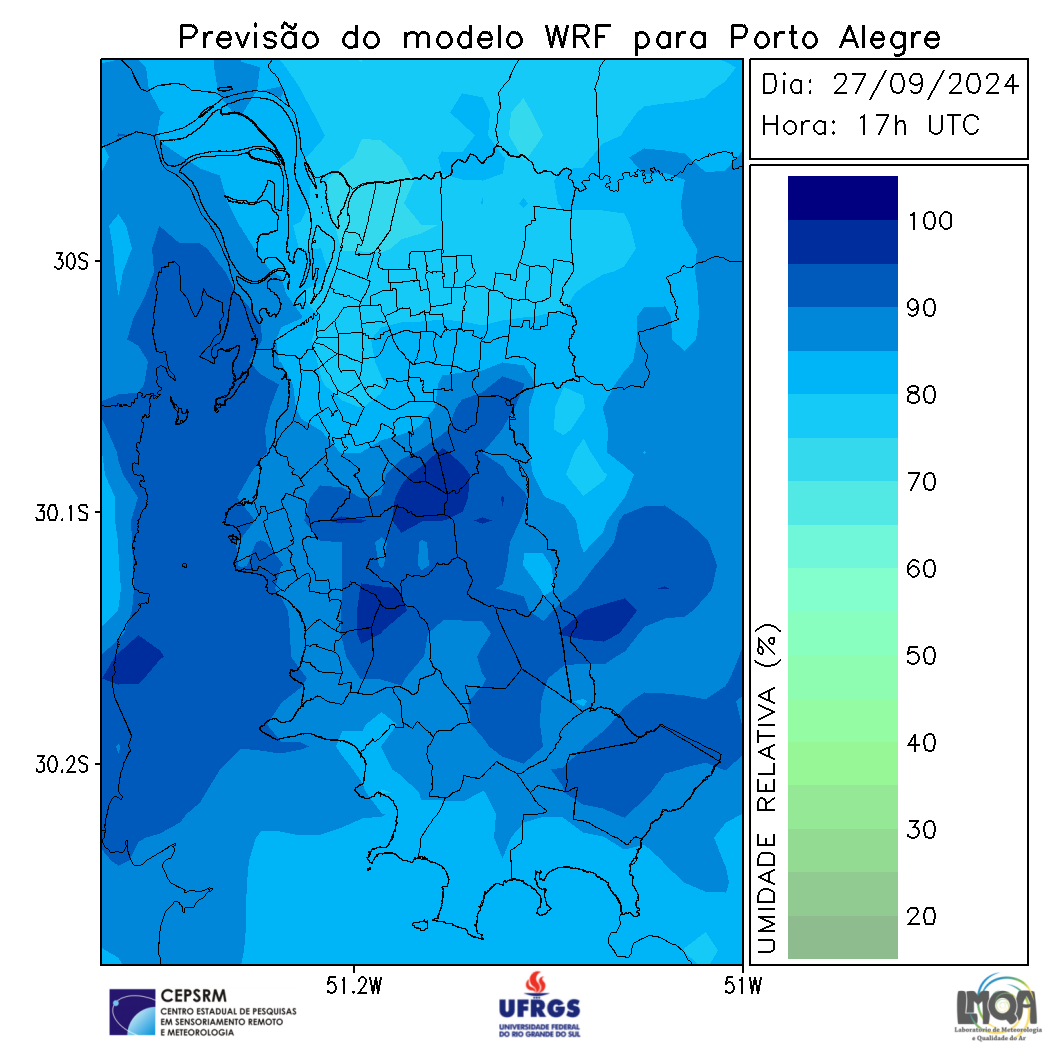 Previsão do modelo WRF para Porto Alegre
Dia: 27/09/2024
Hora: 17h UTC
30S
30.1S
30.2S
51.2W
51W
UMIDADE RELATIVA (%)
100
90
80
70
60
50
40
30
20
CEPSRM
CENTRO ESTADUAL DE PESQUISAS
EM SENSORIAMENTO REMOTO
E METEOROLOGIA
UFRGS
UNIVERSIDADE FEDERAL
DO RIO GRANDE DO SUL
LMQA
Laboratório de Meteorologia
e Qualidade do Ar